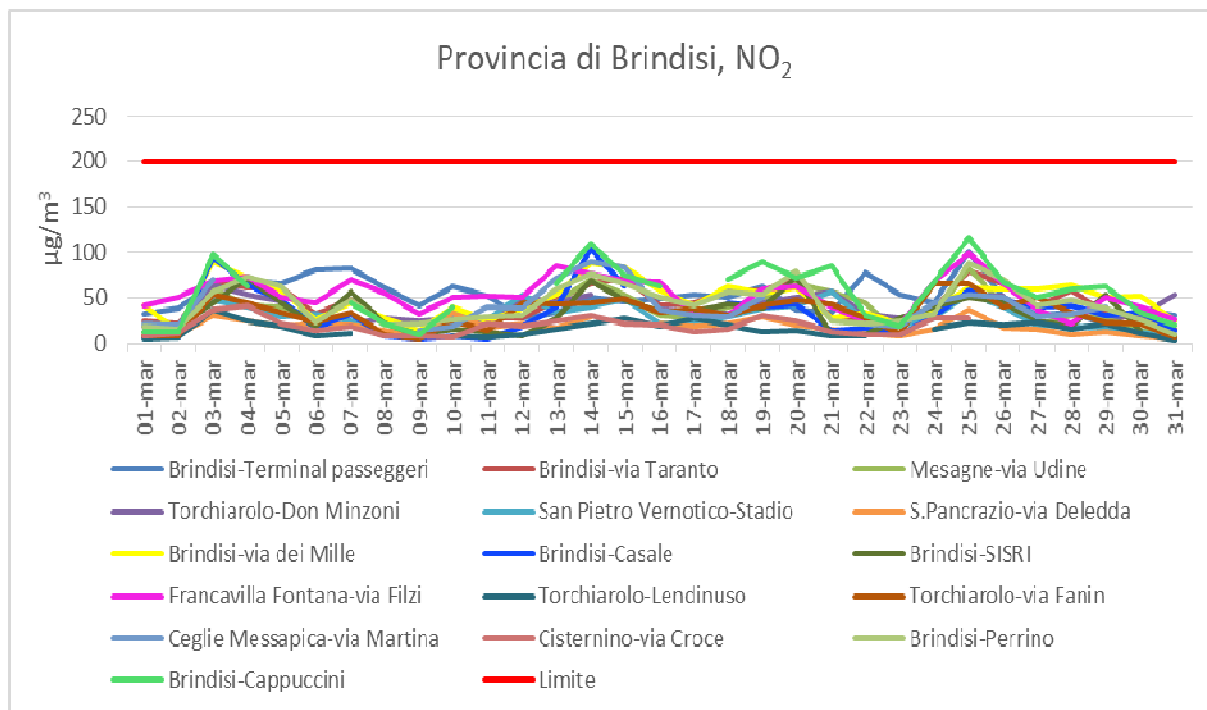 Provincia di Brindisi, NO₂
250
200
150
100
50
0
µg/m³
01-mar
02-mar
03-mar
04-mar
05-mar
06-mar
07-mar
08-mar
09-mar
10-mar
11-mar
12-mar
13-mar
14-mar
15-mar
16-mar
17-mar
18-mar
19-mar
20-mar
21-mar
22-mar
23-mar
24-mar
25-mar
26-mar
27-mar
28-mar
29-mar
30-mar
31-mar
Brindisi-Terminal passeggeri
Brindisi-via Taranto
Mesagne-via Udine
Torchiarolo-Don Minzoni
San Pietro Vernotico-Stadio
S.Pancrazio-via Deledda
Brindisi-via dei Mille
Brindisi-Casale
Brindisi-SISRI
Francavilla Fontana-via Filzi
Torchiarolo-Lendinuso
Torchiarolo-via Fanin
Ceglie Messapica-via Martina
Cisternino-via Croce
Brindisi-Perrino
Brindisi-Cappuccini
Limite